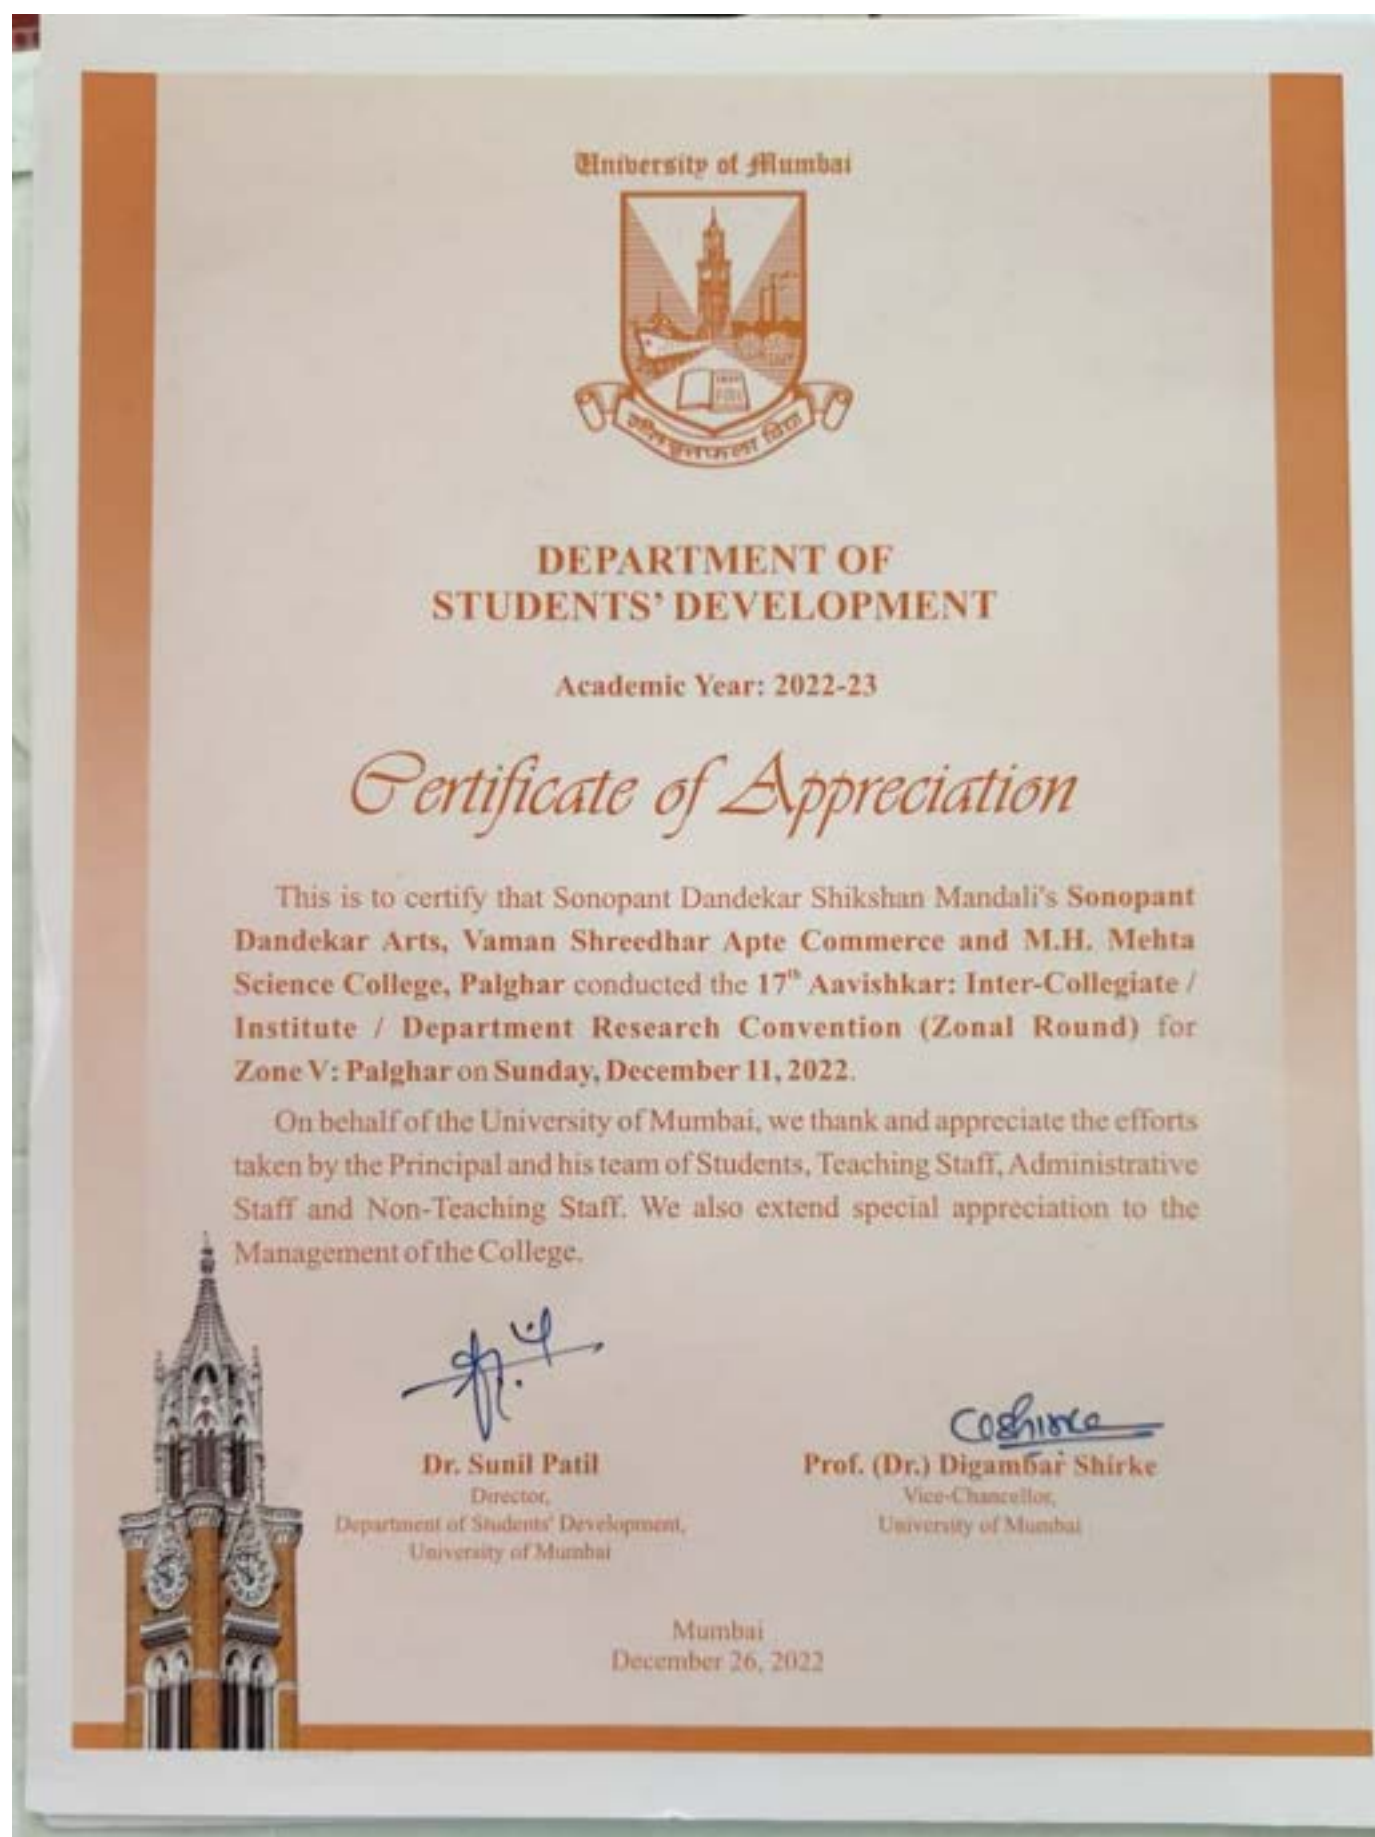 University of Mumbai
शीलवृतफला विद्या
DEPARTMENT OF
STUDENTS' DEVELOPMENT
Academic Year: 2022-23
Certificate of Appreciation
This is to certify that Sonopant Dandekar Shikshan Mandali's Sonopant
Dandekar Arts, Vaman Shreedhar Apte Commerce and M.H. Mehta
Science College, Palghar conducted the 17th Aavishkar: Inter-Collegiate /
Institute / Department Research Convention (Zonal Round) for
Zone V: Palghar on Sunday, December 11, 2022.
On behalf of the University of Mumbai, we thank and appreciate the efforts
taken by the Principal and his team of Students, Teaching Staff, Administrative
Staff and Non-Teaching Staff. We also extend special appreciation to the
Management of the College.
Dr. Sunil Patil
Director,
Department of Students' Development,
University of Mumbai
Prof. (Dr.) Digambar Shirke
Vice-Chancellor,
University of Mumbai
Mumbai
December 26, 2022